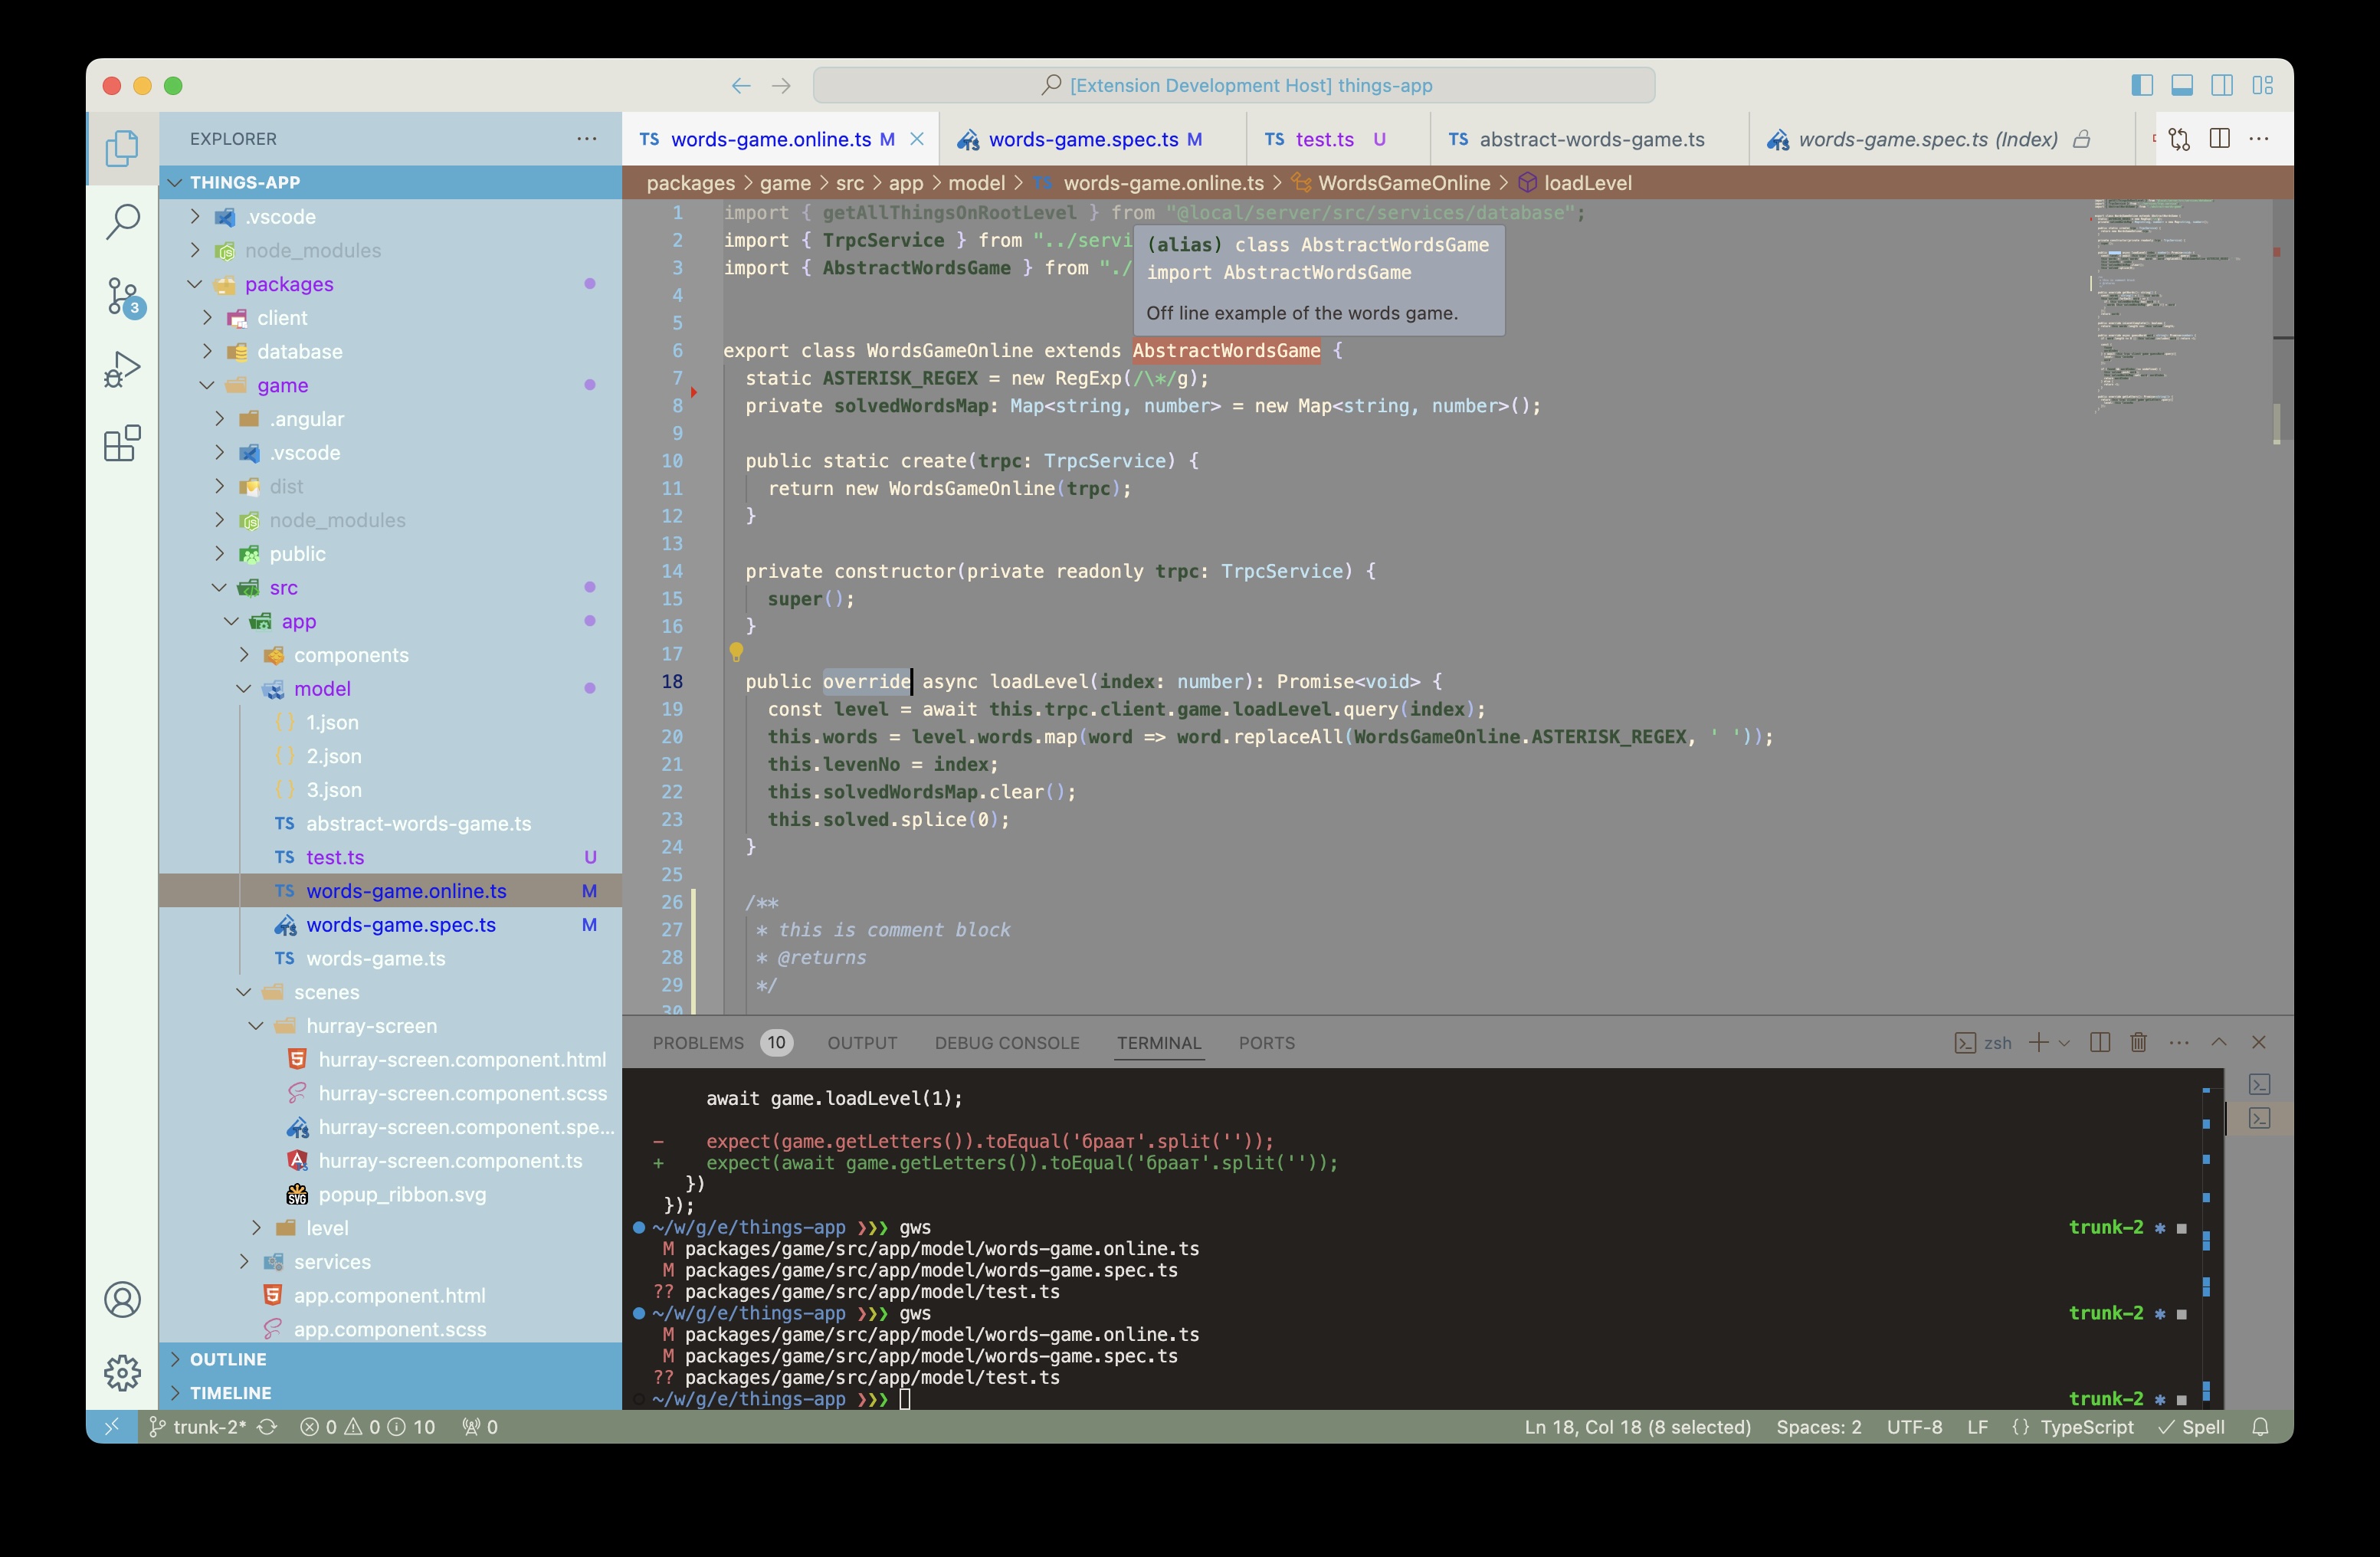 [Extension Development Host] things-app
EXPLORER
THINGS-APP
.vscode
node_modules
packages
client
database
game
.angular
.vscode
dist
node_modules
public
src
app
components
model
1.json
2.json
3.json
TS abstract-words-game.ts
TS test.ts U
TS words-game.online.ts M
words-game.spec.ts M
TS words-game.ts
scenes
hurray-screen
hurray-screen.component.html
hurray-screen.component.scss
hurray-screen.component.spe...
hurray-screen.component.ts
popup_ribbon.svg
level
services
app.component.html
app.component.scss
OUTLINE
TIMELINE
3
TS words-game.online.ts M
words-game.spec.ts M
TS test.ts U
TS abstract-words-game.ts
words-game.spec.ts (Index)
packages > game > src > app > model > TS words-game.online.ts > WordsGameOnline > loadLevel
1 import { getAllThingsOnRootLevel } from "@local/server/src/services/database";
2 import { TrpcService } from "../servi
3 import { AbstractWordsGame } from "./
(alias) class AbstractWordsGame
import AbstractWordsGame
Off line example of the words game.
4
5
6 export class WordsGameOnline extends AbstractWordsGame {
7 static ASTERISK_REGEX = new RegExp(/\*/g);
8 private solvedWordsMap: Map<string, number> = new Map<string, number>();
9
10 public static create(trpc: TrpcService) {
11 return new WordsGameOnline(trpc);
12 }
13
14 private constructor(private readonly trpc: TrpcService) {
15 super();
16 }
17
18 public override async loadLevel(index: number): Promise<void> {
19 const level = await this.trpc.client.game.loadLevel.query(index);
20 this.words = level.words.map(word => word.replaceAll(WordsGameOnline.ASTERISK_REGEX, ' '));
21 this.levenNo = index;
22 this.solvedWordsMap.clear();
23 this.solved.splice(0);
24 }
25
26 /**
27 * this is comment block
28 * @returns
29 */
30
PROBLEMS 10 OUTPUT DEBUG CONSOLE TERMINAL PORTS
zsh
await game.loadLevel(1);
- expect(game.getLetters()).toEqual('браат'.split(''));
+ expect(await game.getLetters()).toEqual('браат'.split(''));
})
});
~/w/g/e/things-app ❯❯❯ gws trunk-2 *
M packages/game/src/app/model/words-game.online.ts
M packages/game/src/app/model/words-game.spec.ts
?? packages/game/src/app/model/test.ts
~/w/g/e/things-app ❯❯❯ gws trunk-2 *
M packages/game/src/app/model/words-game.online.ts
M packages/game/src/app/model/words-game.spec.ts
?? packages/game/src/app/model/test.ts
~/w/g/e/things-app ❯❯❯ trunk-2 *
trunk-2* 0 0 10 0 Ln 18, Col 18 (8 selected) Spaces: 2 UTF-8 LF {} TypeScript Spell